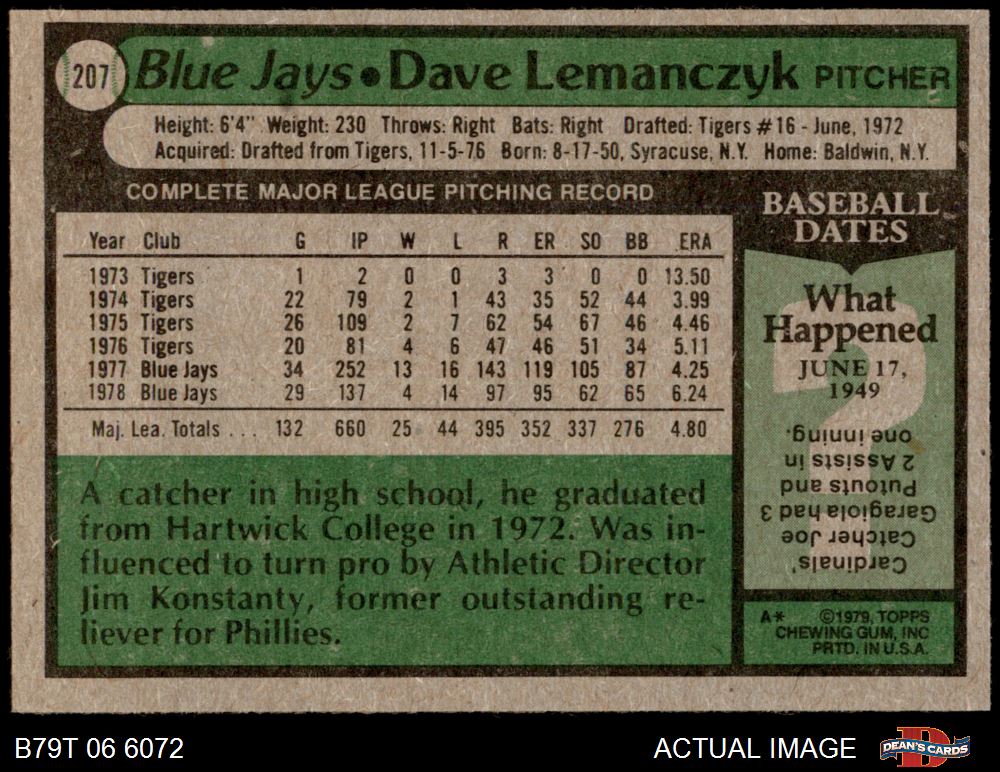 207 Blue Jays • Dave Lemanczyk PITCHER
Height: 6'4" Weight: 230 Throws: Right Bats: Right Drafted: Tigers #16 - June, 1972
Acquired: Drafted from Tigers, 11-5-76 Born: 8-17-50, Syracuse, N.Y. Home: Baldwin, N.Y.
COMPLETE MAJOR LEAGUE PITCHING RECORD
Year Club G IP W L R ER SO BB ERA
1973 Tigers 1 2 0 0 3 3 0 0 13.50
1974 Tigers 22 79 2 1 43 35 52 44 3.99
1975 Tigers 26 109 2 7 62 54 67 46 4.46
1976 Tigers 20 81 4 6 47 46 51 34 5.11
1977 Blue Jays 34 252 13 16 143 119 105 87 4.25
1978 Blue Jays 29 137 4 14 97 95 62 65 6.24
Maj. Lea. Totals ... 132 660 25 44 395 352 337 276 4.80
A catcher in high school, he graduated
from Hartwick College in 1972. Was in-
fluenced to turn pro by Athletic Director
Jim Konstanty, former outstanding re-
liever for Phillies.
BASEBALL
DATES
What
Happened
JUNE 17,
1949
?
Cardinals'
Catcher Joe
Garagiola had 3
Putouts and
2 Assists in
one inning.
A* ©1979, TOPPS
CHEWING GUM, INC
PRTD. IN U.S.A.
B79T 06 6072
ACTUAL IMAGE
DEAN'S CARDS